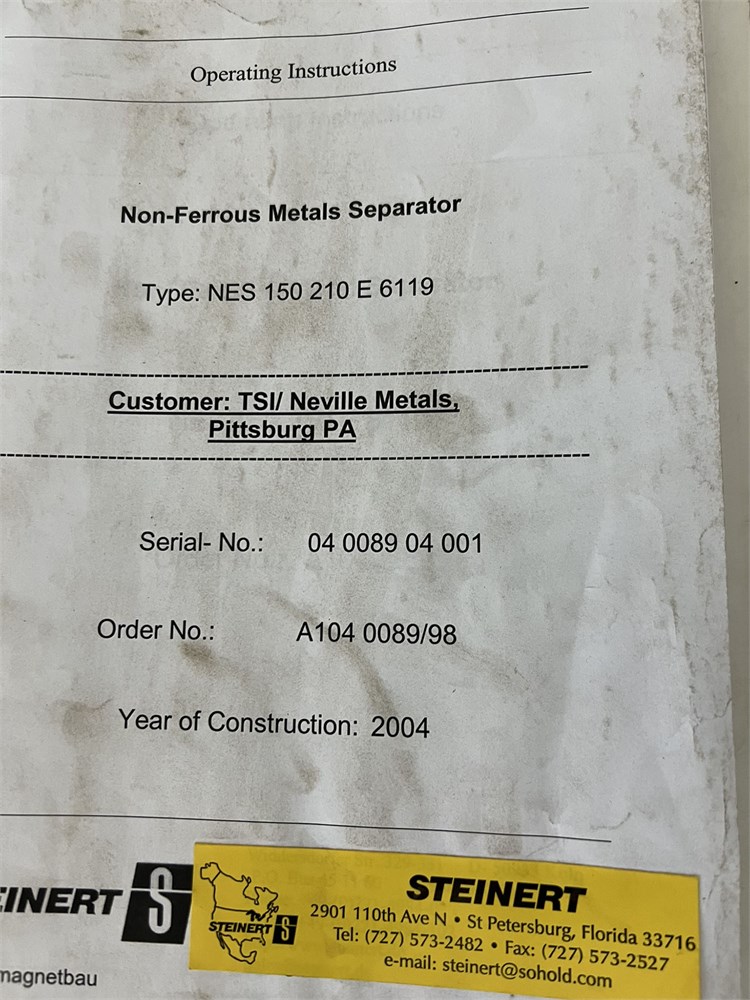 Operating Instructions
Non-Ferrous Metals Separator
Type: NES 150 210 E 6119
Customer: TSI/ Neville Metals,
Pittsburg PA
Serial- No.: 04 0089 04 001
Order No.: A104 0089/98
Year of Construction: 2004
EINERT S
magnetbau
STEINERT S
STEINERT
2901 110th Ave N • St Petersburg, Florida 33716
Tel: (727) 573-2482 • Fax: (727) 573-2527
e-mail: steinert@sohold.com